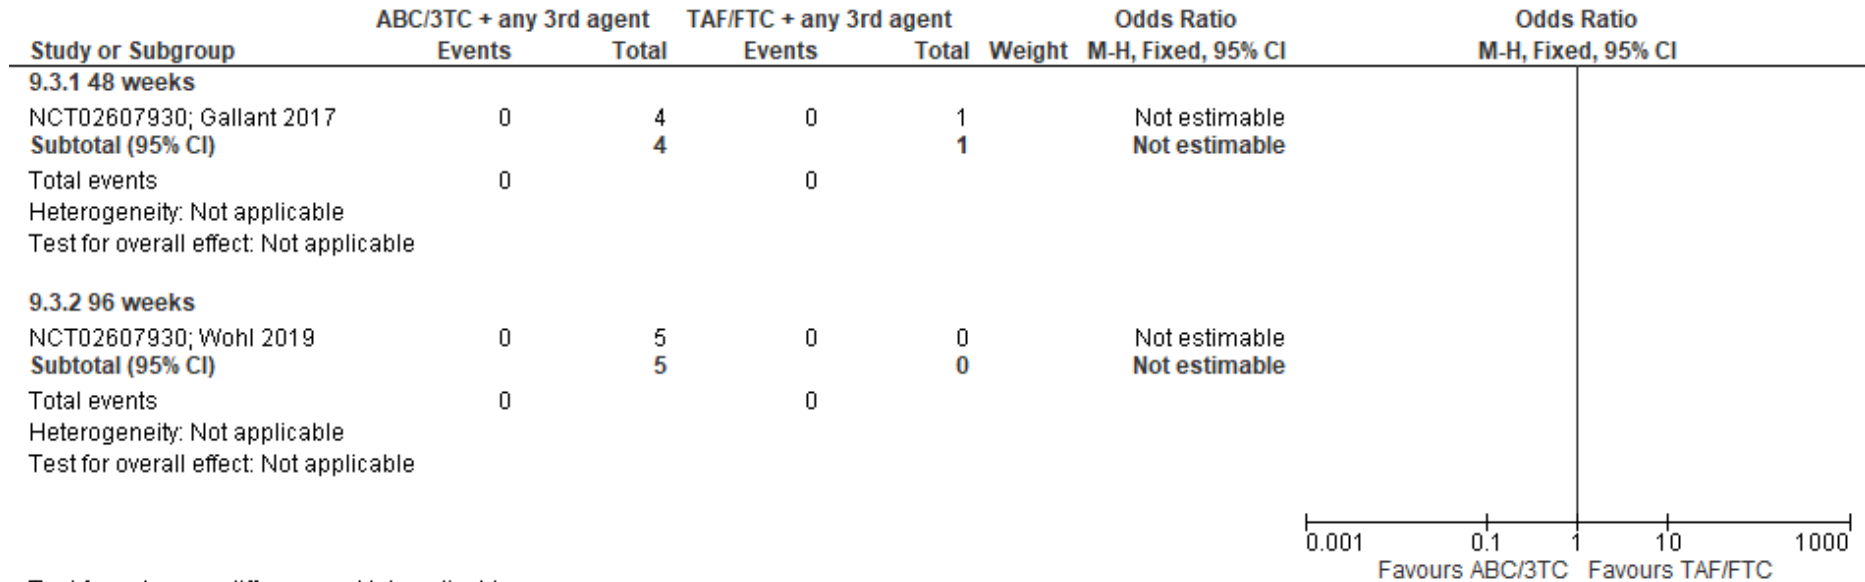 ABC/3TC + any 3rd agent TAF/FTC + any 3rd agent Odds Ratio Odds Ratio
Study or Subgroup Events Total Events Total Weight M-H, Fixed, 95% CI M-H, Fixed, 95% CI
9.3.1 48 weeks
NCT02607930; Gallant 2017 0 4 0 1 Not estimable
Subtotal (95% CI) 4 1 Not estimable
Total events 0 0
Heterogeneity: Not applicable
Test for overall effect: Not applicable
9.3.2 96 weeks
NCT02607930; Wohl 2019 0 5 0 0 Not estimable
Subtotal (95% CI) 5 0 Not estimable
Total events 0 0
Heterogeneity: Not applicable
Test for overall effect: Not applicable
0.001 0.1 1 10 1000
Favours ABC/3TC Favours TAF/FTC